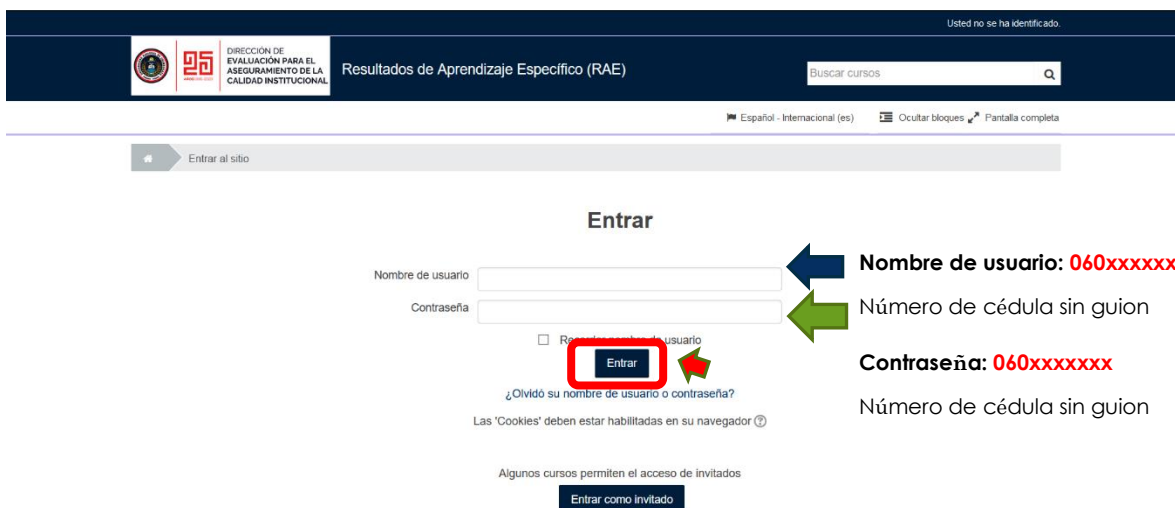 Usted no se ha identificado.
DIRECCIÓN DE
EVALUACIÓN PARA EL
ASEGURAMIENTO DE LA
CALIDAD INSTITUCIONAL
Resultados de Aprendizaje Específico (RAE)
Buscar cursos
Español - Internacional (es)
Ocultar bloques
Pantalla completa
Entrar al sitio
Entrar
Nombre de usuario
Contraseña
usuario
Entrar
¿Olvidó su nombre de usuario o contraseña?
Las 'Cookies' deben estar habilitadas en su navegador
Algunos cursos permiten el acceso de invitados
Entrar como invitado
Nombre de usuario: 060xxxxxx
Número de cédula sin guion
Contraseña: 060xxxxxxx
Número de cédula sin guion